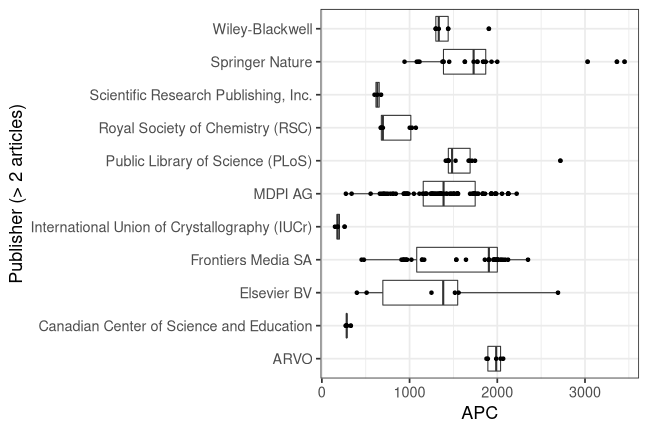 Publisher (> 2 articles)
Wiley-Blackwell
Springer Nature
Scientific Research Publishing, Inc.
Royal Society of Chemistry (RSC)
Public Library of Science (PLoS)
MDPI AG
International Union of Crystallography (IUCr)
Frontiers Media SA
Elsevier BV
Canadian Center of Science and Education
ARVO
0 1000 2000 3000
APC